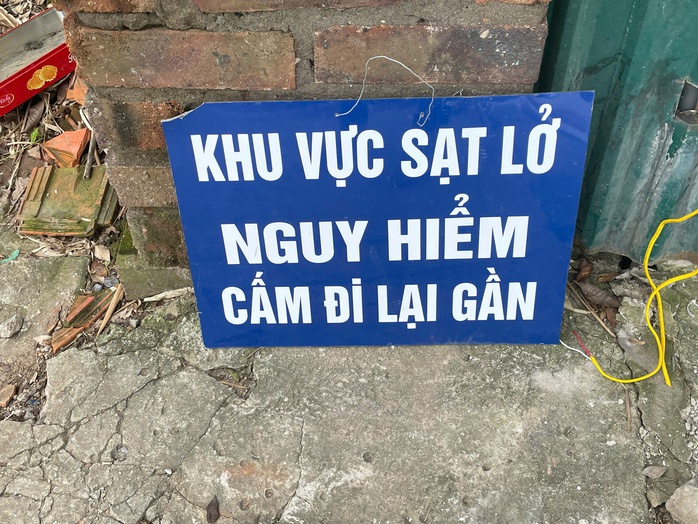 KHU VỰC SẠT LỞ
NGUY HIỂM
CẤM ĐI LẠI GẦN